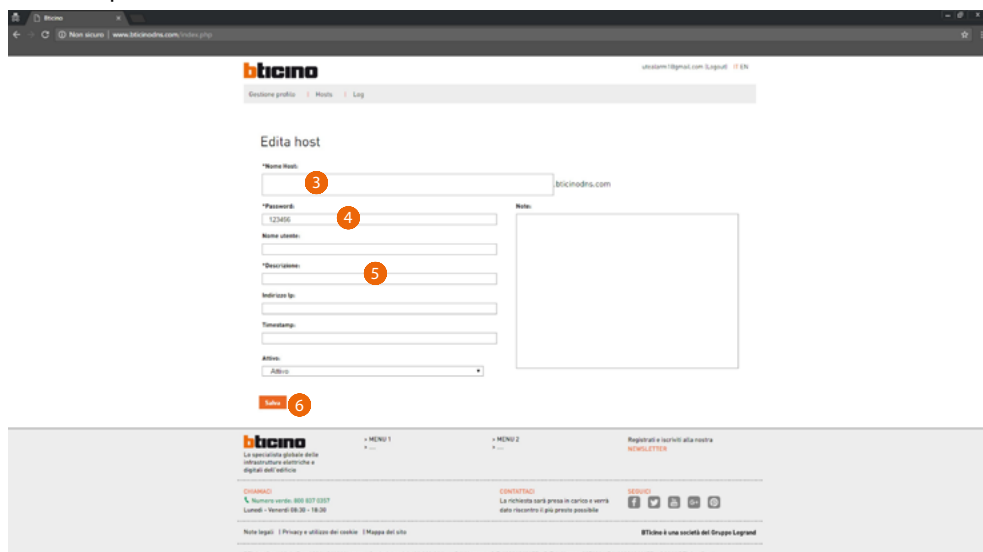 Bticino
Non sicuro | www.bticinodns.com/index.php
bticino
(Logout) IT EN
Gestione profilo | Hosts | Log
Edita host
*Nome Host:
3
.bticinodns.com
*Password:
Note:
123456
4
Nome utente:
*Descrizione:
5
Indirizzo Ip:
Timestamp:
Attivo:
Attivo
Salva
6
bticino
> MENU 1
> MENU 2
Registrati e iscriviti alla nostra
> ...
> ...
NEWSLETTER
Lo specialista globale delle
infrastrutture elettriche e
digitali dell'edificio
CHIAMACI
CONTATTACI
SEGUICI
Numero verde: 800 837 035
La richiesta sarà presa in carico e verrà
Lunedì - Venerdì 08:30 - 18:30
dato riscontro il più presto possibile
Note legali | Privacy e utilizzo dei cookie | Mappa del sito
BTicino è una società del Gruppo Legrand